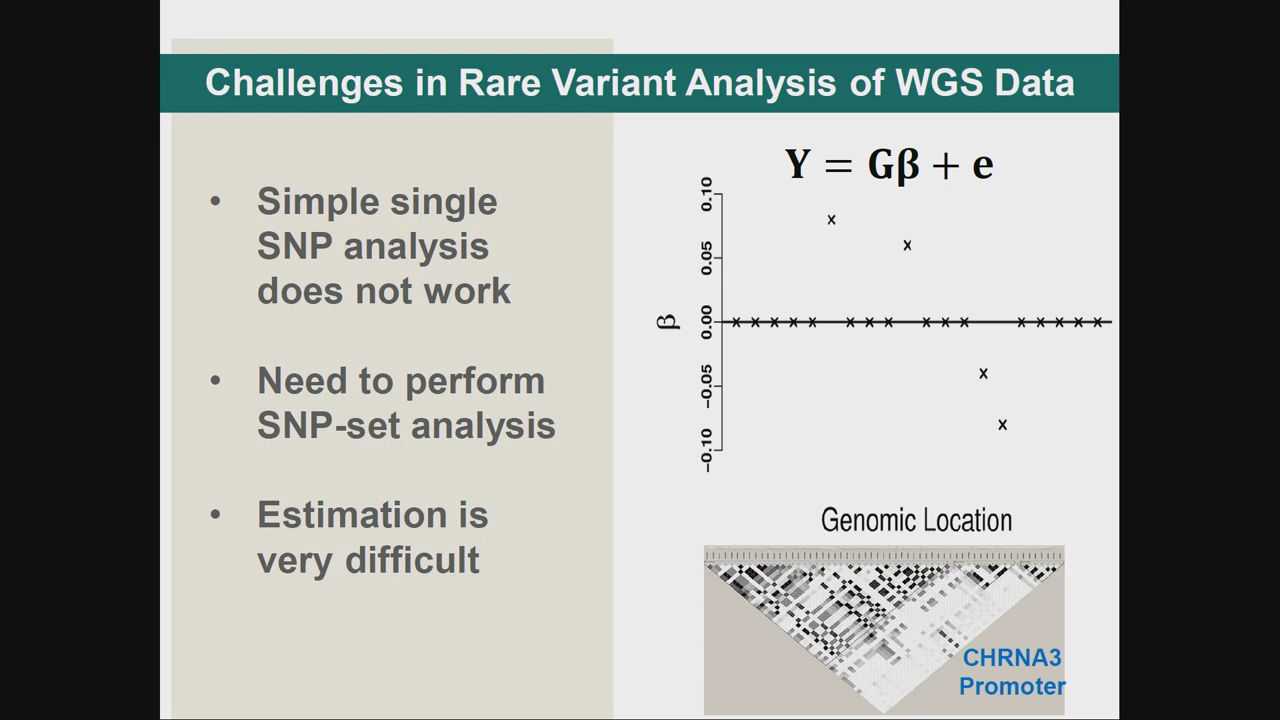 Challenges in Rare Variant Analysis of WGS Data
• Simple single
SNP analysis
does not work
• Need to perform
SNP-set analysis
• Estimation is
very difficult
Y = Gβ + e
0.10
0.05
0.00
−0.05
−0.10
β
Genomic Location
CHRNA3
Promoter